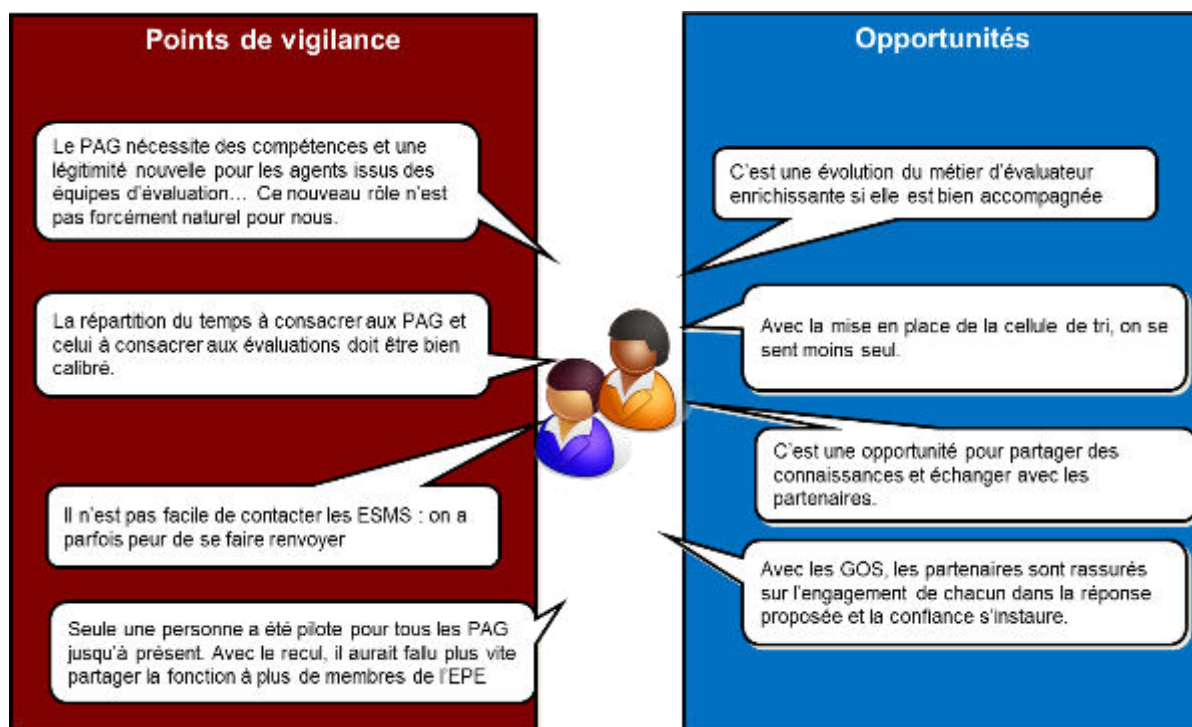 Points de vigilance
Le PAG nécessite des compétences et une
légitimité nouvelle pour les agents issus des
équipes d'évaluation… Ce nouveau rôle n'est
pas forcément naturel pour nous.
La répartition du temps à consacrer aux PAG et
celui à consacrer aux évaluations doit être bien
calibré.
Il n'est pas facile de contacter les ESMS : on a
parfois peur de se faire renvoyer
Seule une personne a été pilote pour tous les PAG
jusqu'à présent. Avec le recul, il aurait fallu plus vite
partager la fonction à plus de membres de l'EPE
Opportunités
C'est une évolution du métier d'évaluateur
enrichissante si elle est bien accompagnée
Avec la mise en place de la cellule de tri, on se
sent moins seul.
C'est une opportunité pour partager des
connaissances et échanger avec les
partenaires.
Avec les GOS, les partenaires sont rassurés
sur l'engagement de chacun dans la réponse
proposée et la confiance s'instaure.